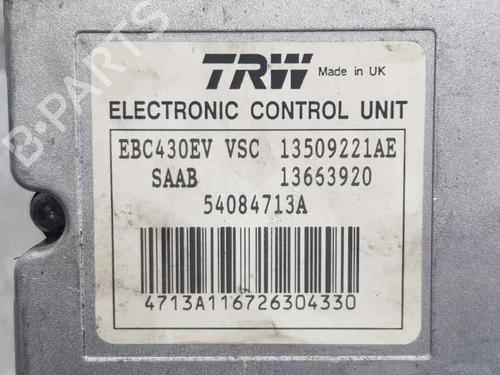 B-PARTS
TRW Made in UK
ELECTRONIC CONTROL UNIT
EBC430EV VSC 13509221AE
SAAB 13663920
54084713A
4713A116726304330